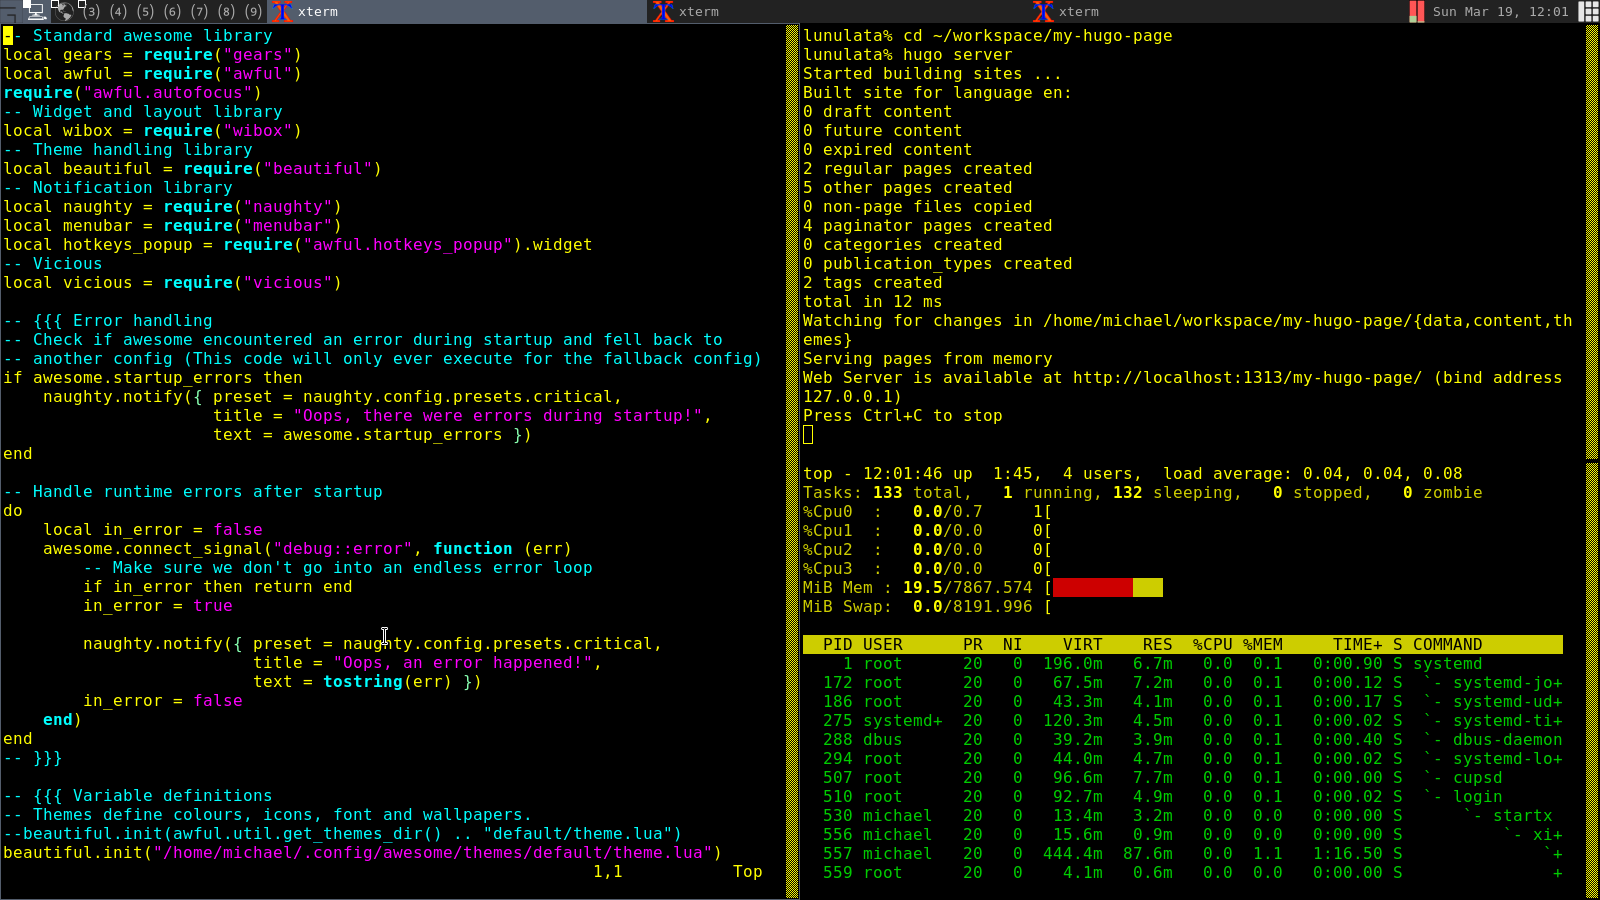 (3) (4) (5) (6) (7) (8) (9) xterm xterm xterm Sun Mar 19, 12:01
-- Standard awesome library
local gears = require("gears")
local awful = require("awful")
require("awful.autofocus")
-- Widget and layout library
local wibox = require("wibox")
-- Theme handling library
local beautiful = require("beautiful")
-- Notification library
local naughty = require("naughty")
local menubar = require("menubar")
local hotkeys_popup = require("awful.hotkeys_popup").widget
-- Vicious
local vicious = require("vicious")

-- {{{ Error handling
-- Check if awesome encountered an error during startup and fell back to
-- another config (This code will only ever execute for the fallback config)
if awesome.startup_errors then
    naughty.notify({ preset = naughty.config.presets.critical,
                     title = "Oops, there were errors during startup!",
                     text = awesome.startup_errors })
end

-- Handle runtime errors after startup
do
    local in_error = false
    awesome.connect_signal("debug::error", function (err)
        -- Make sure we don't go into an endless error loop
        if in_error then return end
        in_error = true

        naughty.notify({ preset = naughty.config.presets.critical,
                         title = "Oops, an error happened!",
                         text = tostring(err) })
        in_error = false
    end)
end
-- }}}

-- {{{ Variable definitions
-- Themes define colours, icons, font and wallpapers.
--beautiful.init(awful.util.get_themes_dir() .. "default/theme.lua")
beautiful.init("/home/michael/.config/awesome/themes/default/theme.lua")
1,1 Top
lunulata% cd ~/workspace/my-hugo-page
lunulata% hugo server
Started building sites ...
Built site for language en:
0 draft content
0 future content
0 expired content
2 regular pages created
5 other pages created
0 non-page files copied
4 paginator pages created
0 categories created
0 publication_types created
2 tags created
total in 12 ms
Watching for changes in /home/michael/workspace/my-hugo-page/{data,content,th
emes}
Serving pages from memory
Web Server is available at http://localhost:1313/my-hugo-page/ (bind address
127.0.0.1)
Press Ctrl+C to stop
top - 12:01:46 up  1:45,  4 users,  load average: 0.04, 0.04, 0.08
Tasks: 133 total,   1 running, 132 sleeping,   0 stopped,   0 zombie
%Cpu0  :   0.0/0.7     1[
%Cpu1  :   0.0/0.0     0[
%Cpu2  :   0.0/0.0     0[
%Cpu3  :   0.0/0.0     0[
MiB Mem : 19.5/7867.574 [
MiB Swap:  0.0/8191.996 [
PID USER PR NI VIRT RES %CPU %MEM TIME+ S COMMAND
1 root 20 0 196.0m 6.7m 0.0 0.1 0:00.90 S systemd
172 root 20 0 67.5m 7.2m 0.0 0.1 0:00.12 S `- systemd-jo+
186 root 20 0 43.3m 4.1m 0.0 0.1 0:00.17 S `- systemd-ud+
275 systemd+ 20 0 120.3m 4.5m 0.0 0.1 0:00.02 S `- systemd-ti+
288 dbus 20 0 39.2m 3.9m 0.0 0.1 0:00.40 S `- dbus-daemon
294 root 20 0 44.0m 4.7m 0.0 0.1 0:00.02 S `- systemd-lo+
507 root 20 0 96.6m 7.7m 0.0 0.1 0:00.00 S `- cupsd
510 root 20 0 92.7m 4.9m 0.0 0.1 0:00.02 S `- login
530 michael 20 0 13.4m 3.2m 0.0 0.0 0:00.00 S `- startx
556 michael 20 0 15.6m 0.9m 0.0 0.0 0:00.00 S `- xi+
557 michael 20 0 444.4m 87.6m 0.0 1.1 1:16.50 S `+
559 root 20 0 4.1m 0.6m 0.0 0.0 0:00.00 S +